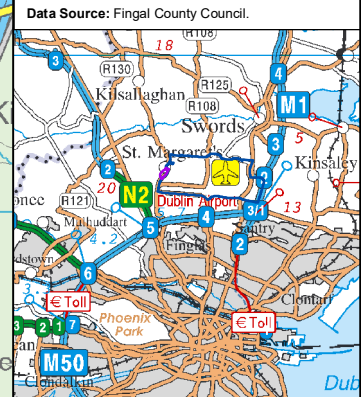 Data Source: Fingal County Council.
R108
18
3
4
R130
R125
Kilsallaghan
R108
M1
Swords
5
3
St. Margaret's
Kinsaley
2
3
20
N2
Dublin Airport
R121
4
3/1
13
Mulhuddart
5
Santry
4.2
Finglas
2
6
3.
Clontarf
€ Toll
€ Toll
Phoenix
Park
3 2 1 7
M50
Clondalkin
Dub